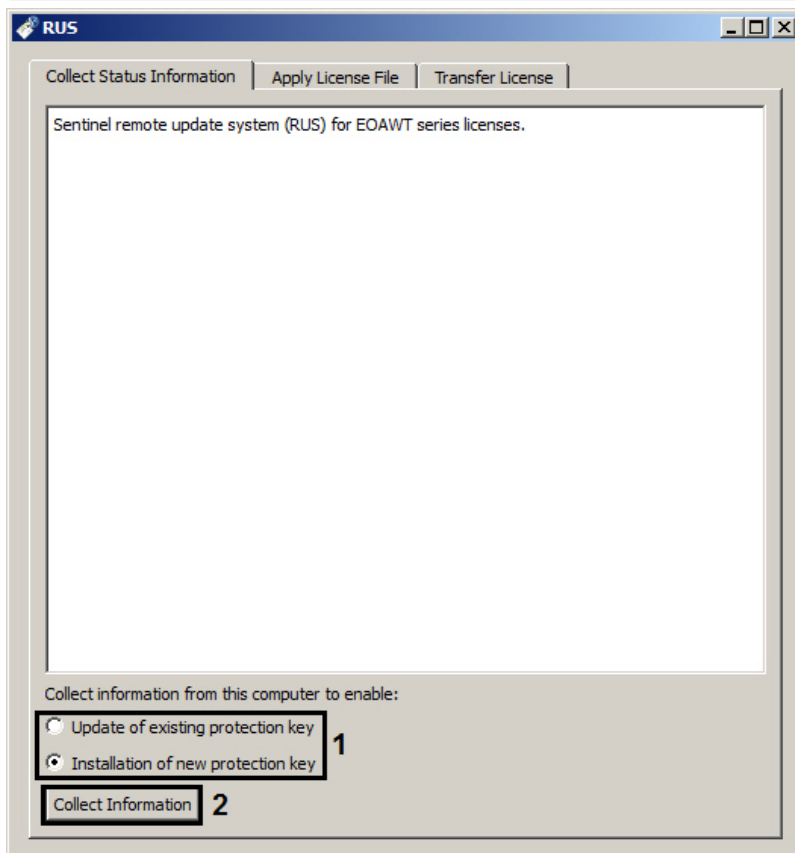 RUS
Collect Status Information Apply License File Transfer License
Sentinel remote update system (RUS) for EOAWT series licenses.
Collect information from this computer to enable:
Update of existing protection key
1
Installation of new protection key
Collect Information 2